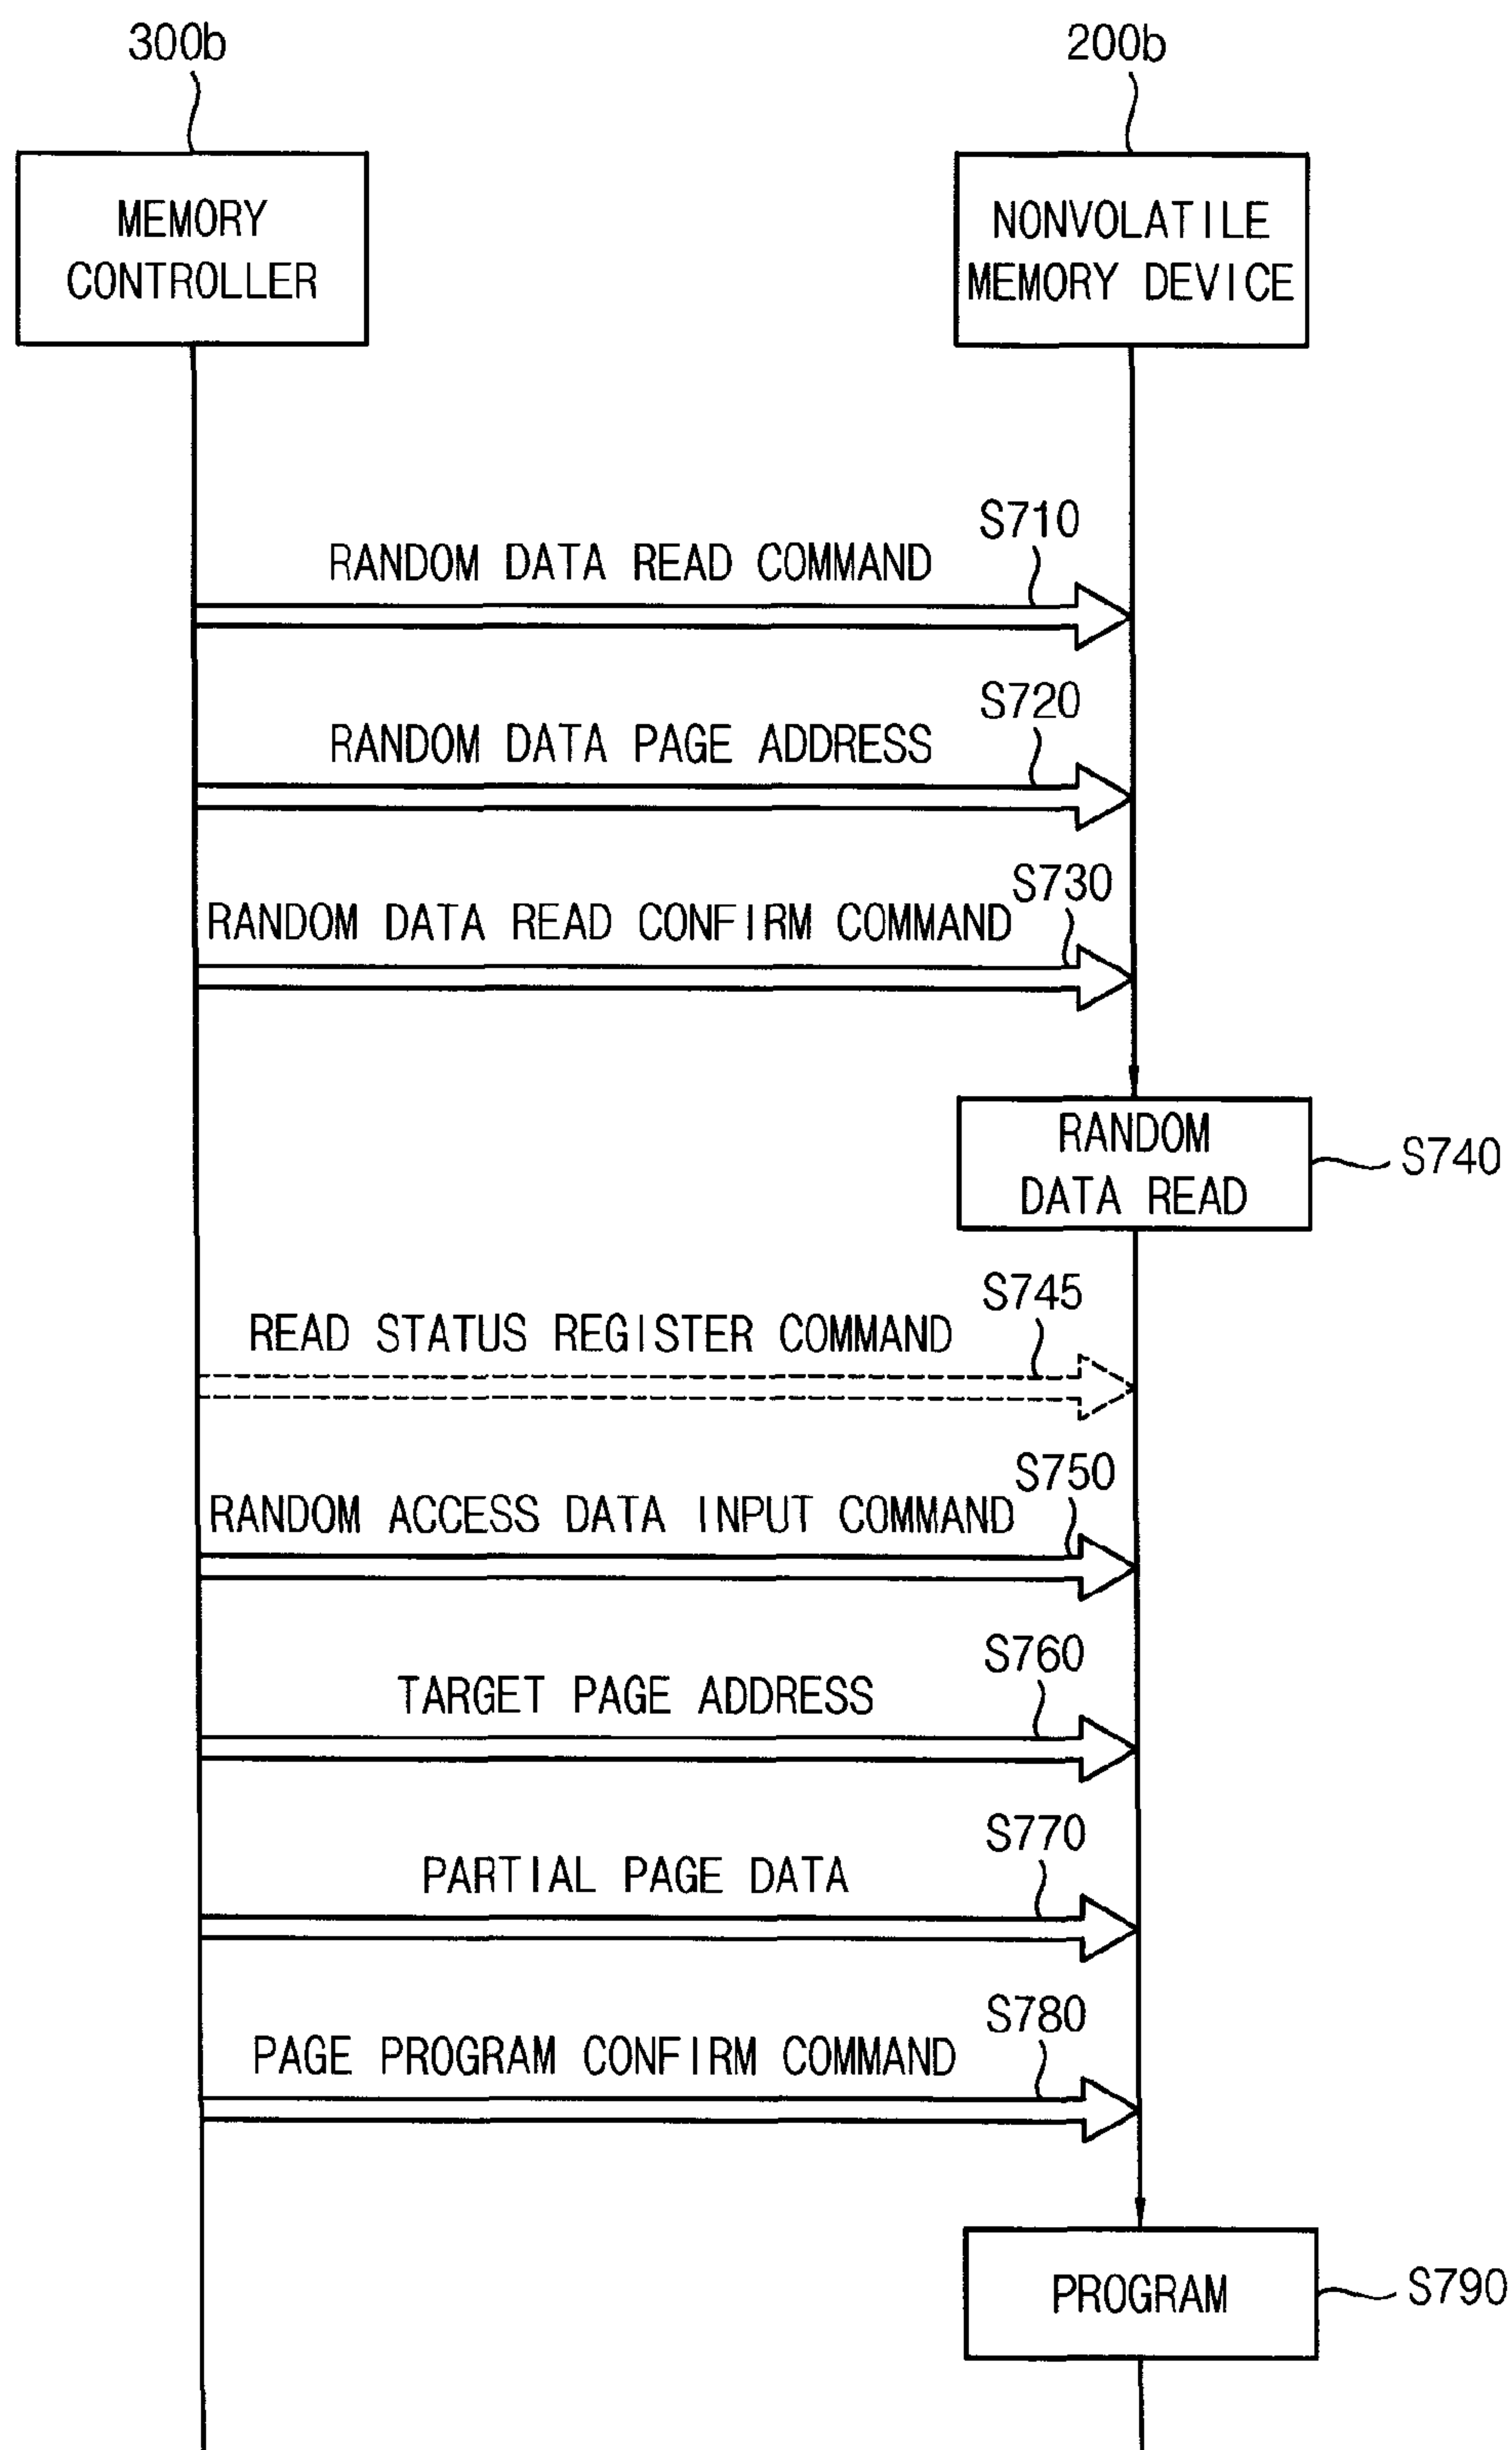 300b
200b
MEMORY
CONTROLLER
NONVOLATILE
MEMORY DEVICE
S710
RANDOM DATA READ COMMAND
S720
RANDOM DATA PAGE ADDRESS
S730
RANDOM DATA READ CONFIRM COMMAND
RANDOM
DATA READ
S740
S745
READ STATUS REGISTER COMMAND
S750
RANDOM ACCESS DATA INPUT COMMAND
S760
TARGET PAGE ADDRESS
S770
PARTIAL PAGE DATA
S780
PAGE PROGRAM CONFIRM COMMAND
PROGRAM
S790